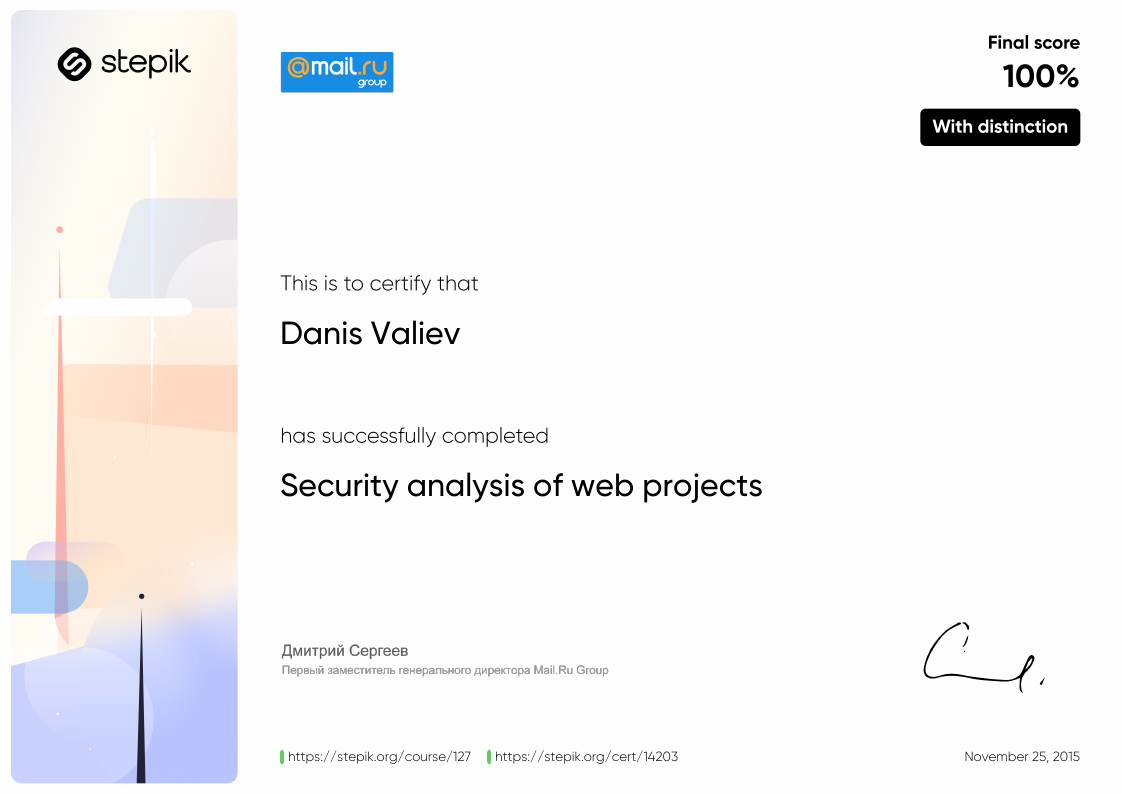 stepik
@mail.ru
group
Final score
100%
With distinction
This is to certify that
Danis Valiev
has successfully completed
Security analysis of web projects
Дмитрий Сергеев
Первый заместитель генерального директора Mail.Ru Group
https://stepik.org/course/127
https://stepik.org/cert/14203
November 25, 2015